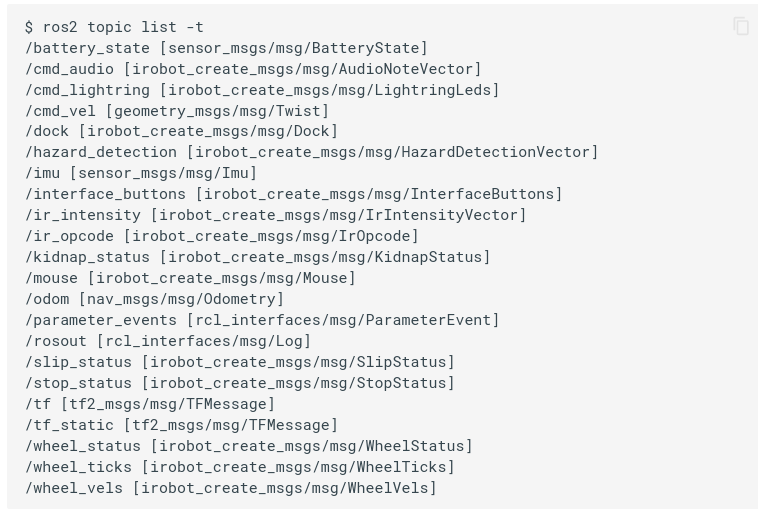 $ ros2 topic list -t
/battery_state [sensor_msgs/msg/BatteryState]
/cmd_audio [irobot_create_msgs/msg/AudioNoteVector]
/cmd_lightring [irobot_create_msgs/msg/LightringLeds]
/cmd_vel [geometry_msgs/msg/Twist]
/dock [irobot_create_msgs/msg/Dock]
/hazard_detection [irobot_create_msgs/msg/HazardDetectionVector]
/imu [sensor_msgs/msg/Imu]
/interface_buttons [irobot_create_msgs/msg/InterfaceButtons]
/ir_intensity [irobot_create_msgs/msg/IrIntensityVector]
/ir_opcode [irobot_create_msgs/msg/IrOpcode]
/kidnap_status [irobot_create_msgs/msg/KidnapStatus]
/mouse [irobot_create_msgs/msg/Mouse]
/odom [nav_msgs/msg/Odometry]
/parameter_events [rcl_interfaces/msg/ParameterEvent]
/rosout [rcl_interfaces/msg/Log]
/slip_status [irobot_create_msgs/msg/SlipStatus]
/stop_status [irobot_create_msgs/msg/StopStatus]
/tf [tf2_msgs/msg/TFMessage]
/tf_static [tf2_msgs/msg/TFMessage]
/wheel_status [irobot_create_msgs/msg/WheelStatus]
/wheel_ticks [irobot_create_msgs/msg/WheelTicks]
/wheel_vels [irobot_create_msgs/msg/WheelVels]